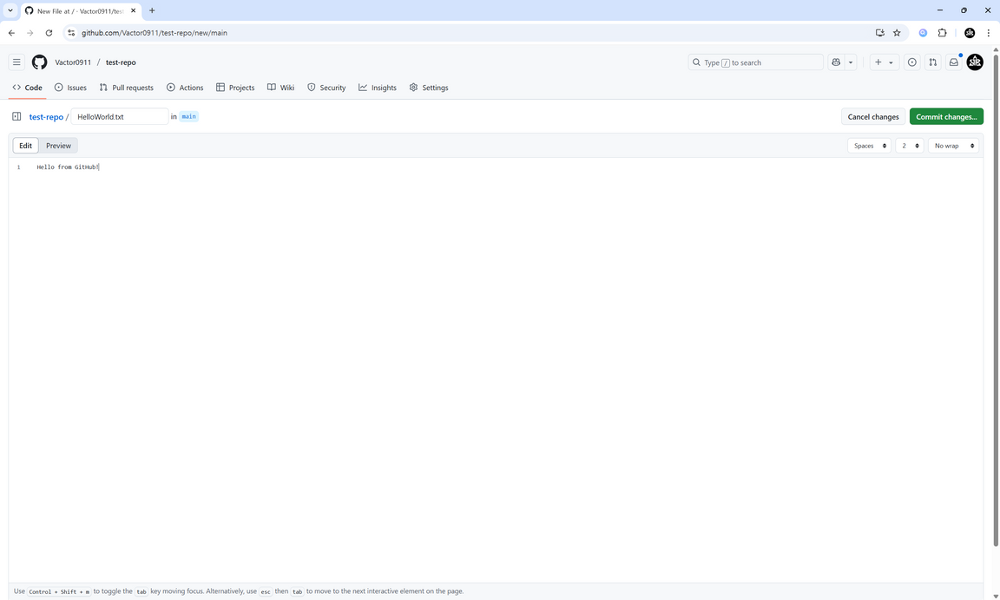 New File at / · Vactor0911/test
github.com/Vactor0911/test-repo/new/main
Vactor0911 / test-repo
Type / to search
Code Issues Pull requests Actions Projects Wiki Security Insights Settings
test-repo / HelloWorld.txt in main
Cancel changes Commit changes...
Edit Preview
Spaces 2 No wrap
1 Hello from GitHub!
Use Control + Shift + m to toggle the tab key moving focus. Alternatively, use esc then tab to move to the next interactive element on the page.